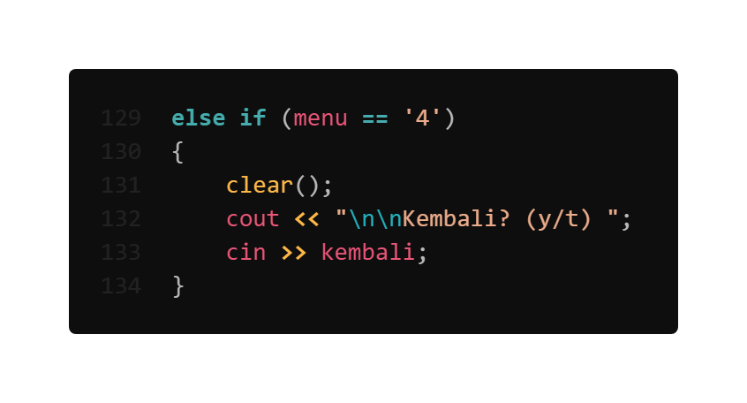 129 else if (menu == '4')
130 {
131     clear();
132     cout << "\n\nKembali? (y/t) ";
133     cin >> kembali;
134 }